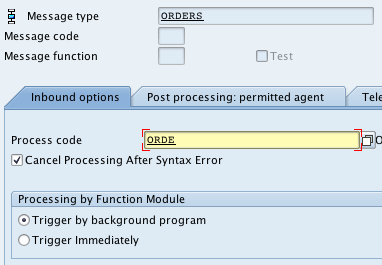 Message type ORDERS
Message code
Message function Test
Inbound options Post processing: permitted agent Tele
Process code ORDE O
Cancel Processing After Syntax Error
Processing by Function Module
Trigger by background program
Trigger Immediately